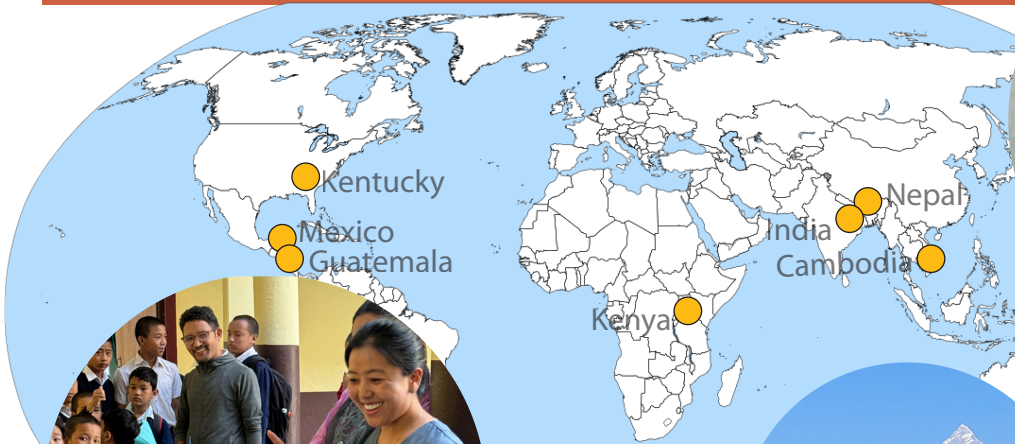 Kentucky
Mexico
Guatemala
Nepal
India
Cambodia
Kenya